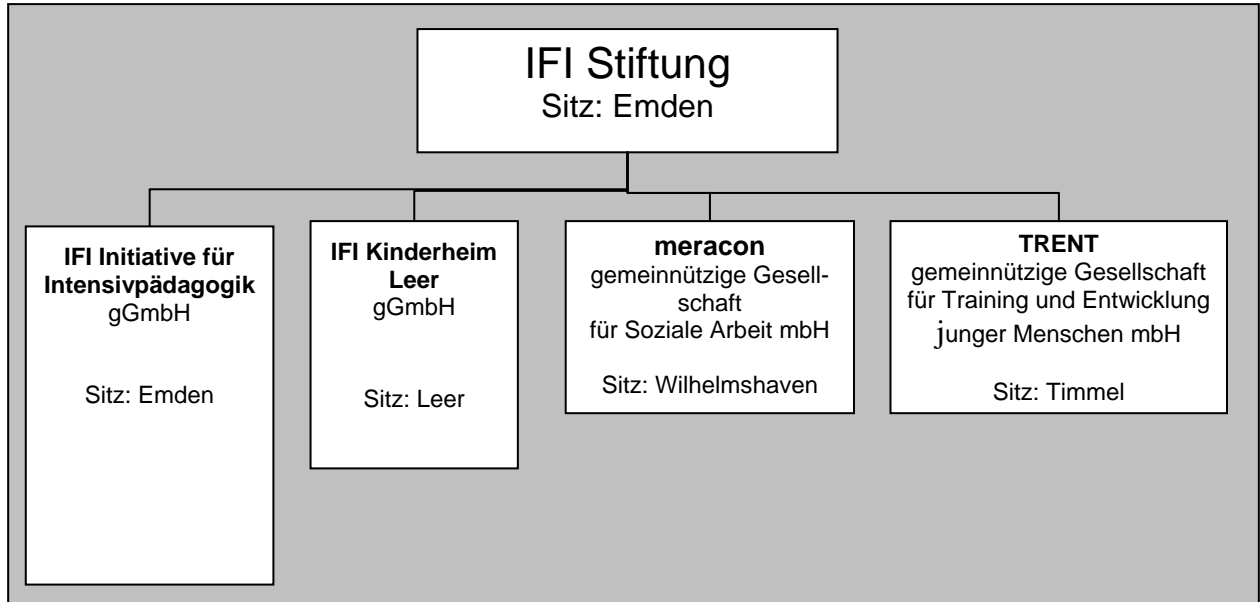 IFI Stiftung
Sitz: Emden
IFI Initiative für
Intensivpädagogik
gGmbH
Sitz: Emden
IFI Kinderheim
Leer
gGmbH
Sitz: Leer
meracon
gemeinnützige Gesell-
schaft
für Soziale Arbeit mbH
Sitz: Wilhelmshaven
TRENT
gemeinnützige Gesellschaft
für Training und Entwicklung
junger Menschen mbH
Sitz: Timmel